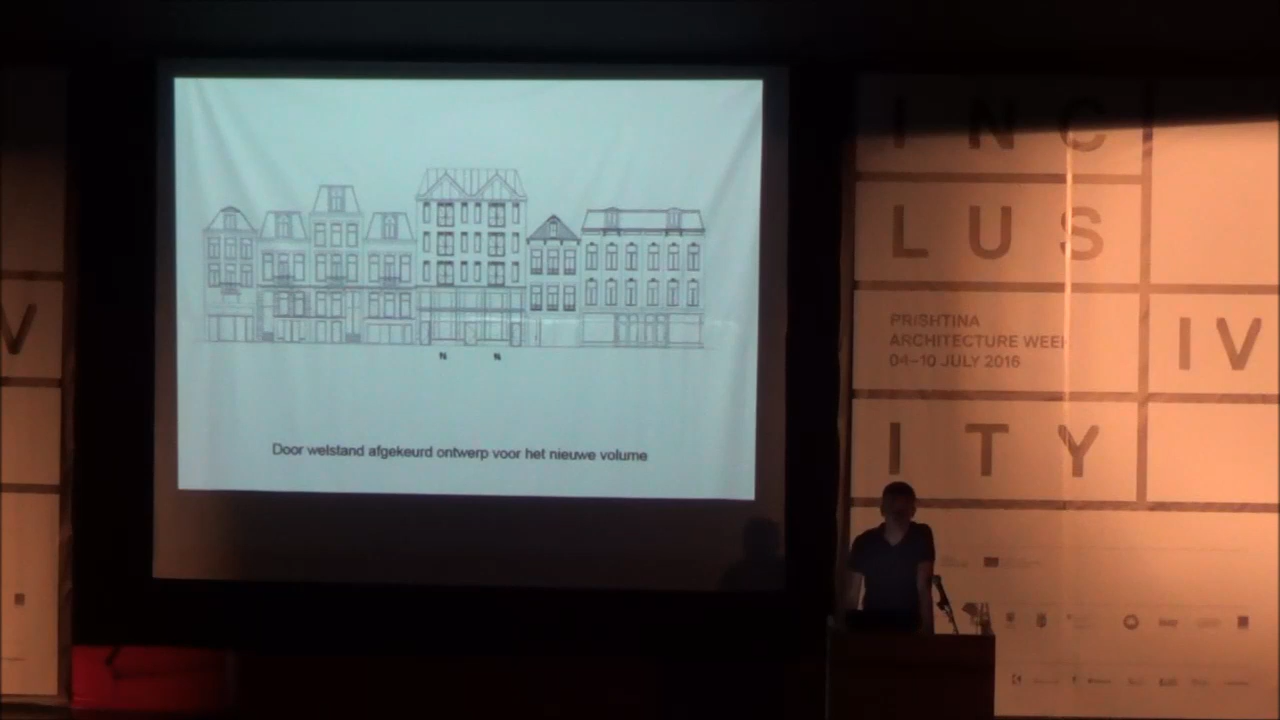 Door welstand afgekeurd ontwerp voor het nieuwe volume
INC
LUS
PRISHTINA
ARCHITECTURE WEEK
04–10 JULY 2016
IV
ITY
V